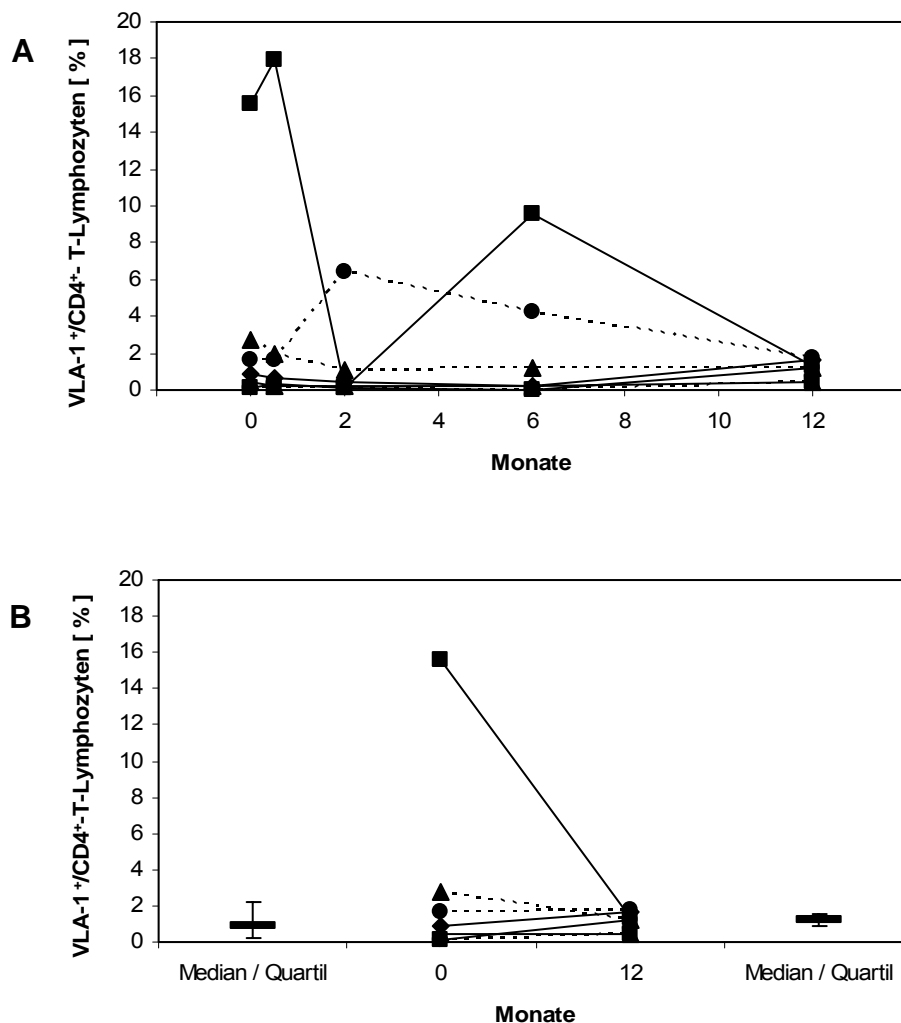 A
VLA-1 +/CD4+- T-Lymphozyten [ % ]
20
18
16
14
12
10
8
6
4
2
0
0 2 4 6 8 10 12
Monate
B
VLA-1 +/CD4+-T-Lymphozyten [ % ]
20
18
16
14
12
10
8
6
4
2
0
Median / Quartil 0 12 Median / Quartil
Monate